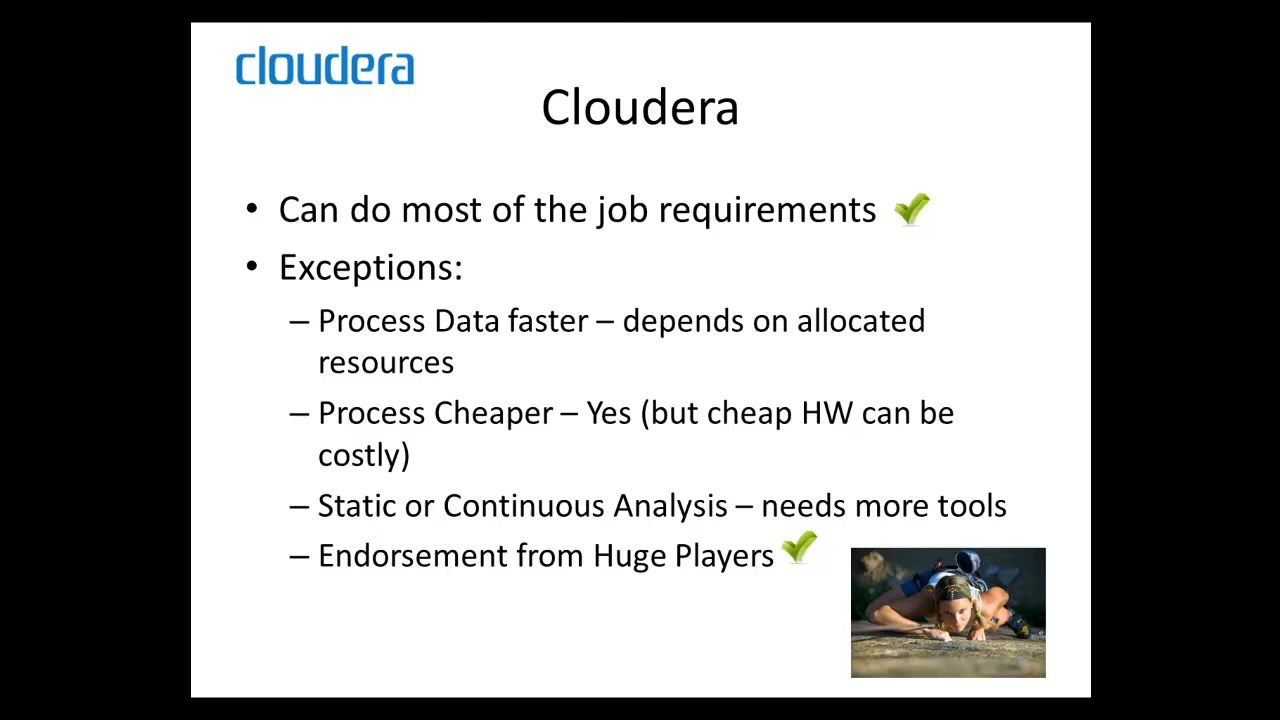 cloudera
Cloudera
• Can do most of the job requirements
• Exceptions:
– Process Data faster – depends on allocated
resources
– Process Cheaper – Yes (but cheap HW can be
costly)
– Static or Continuous Analysis – needs more tools
– Endorsement from Huge Players